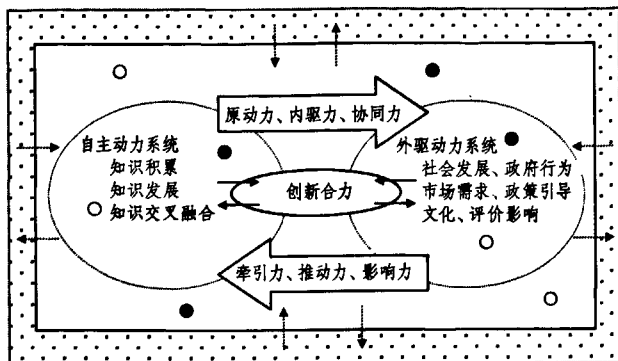 原动力、内驱力、协同力
自主动力系统
知识积累
知识发展
知识交叉融合
创新合力
外驱动力系统
社会发展、政府行为
市场需求、政策引导
文化、评价影响
牵引力、推动力、影响力